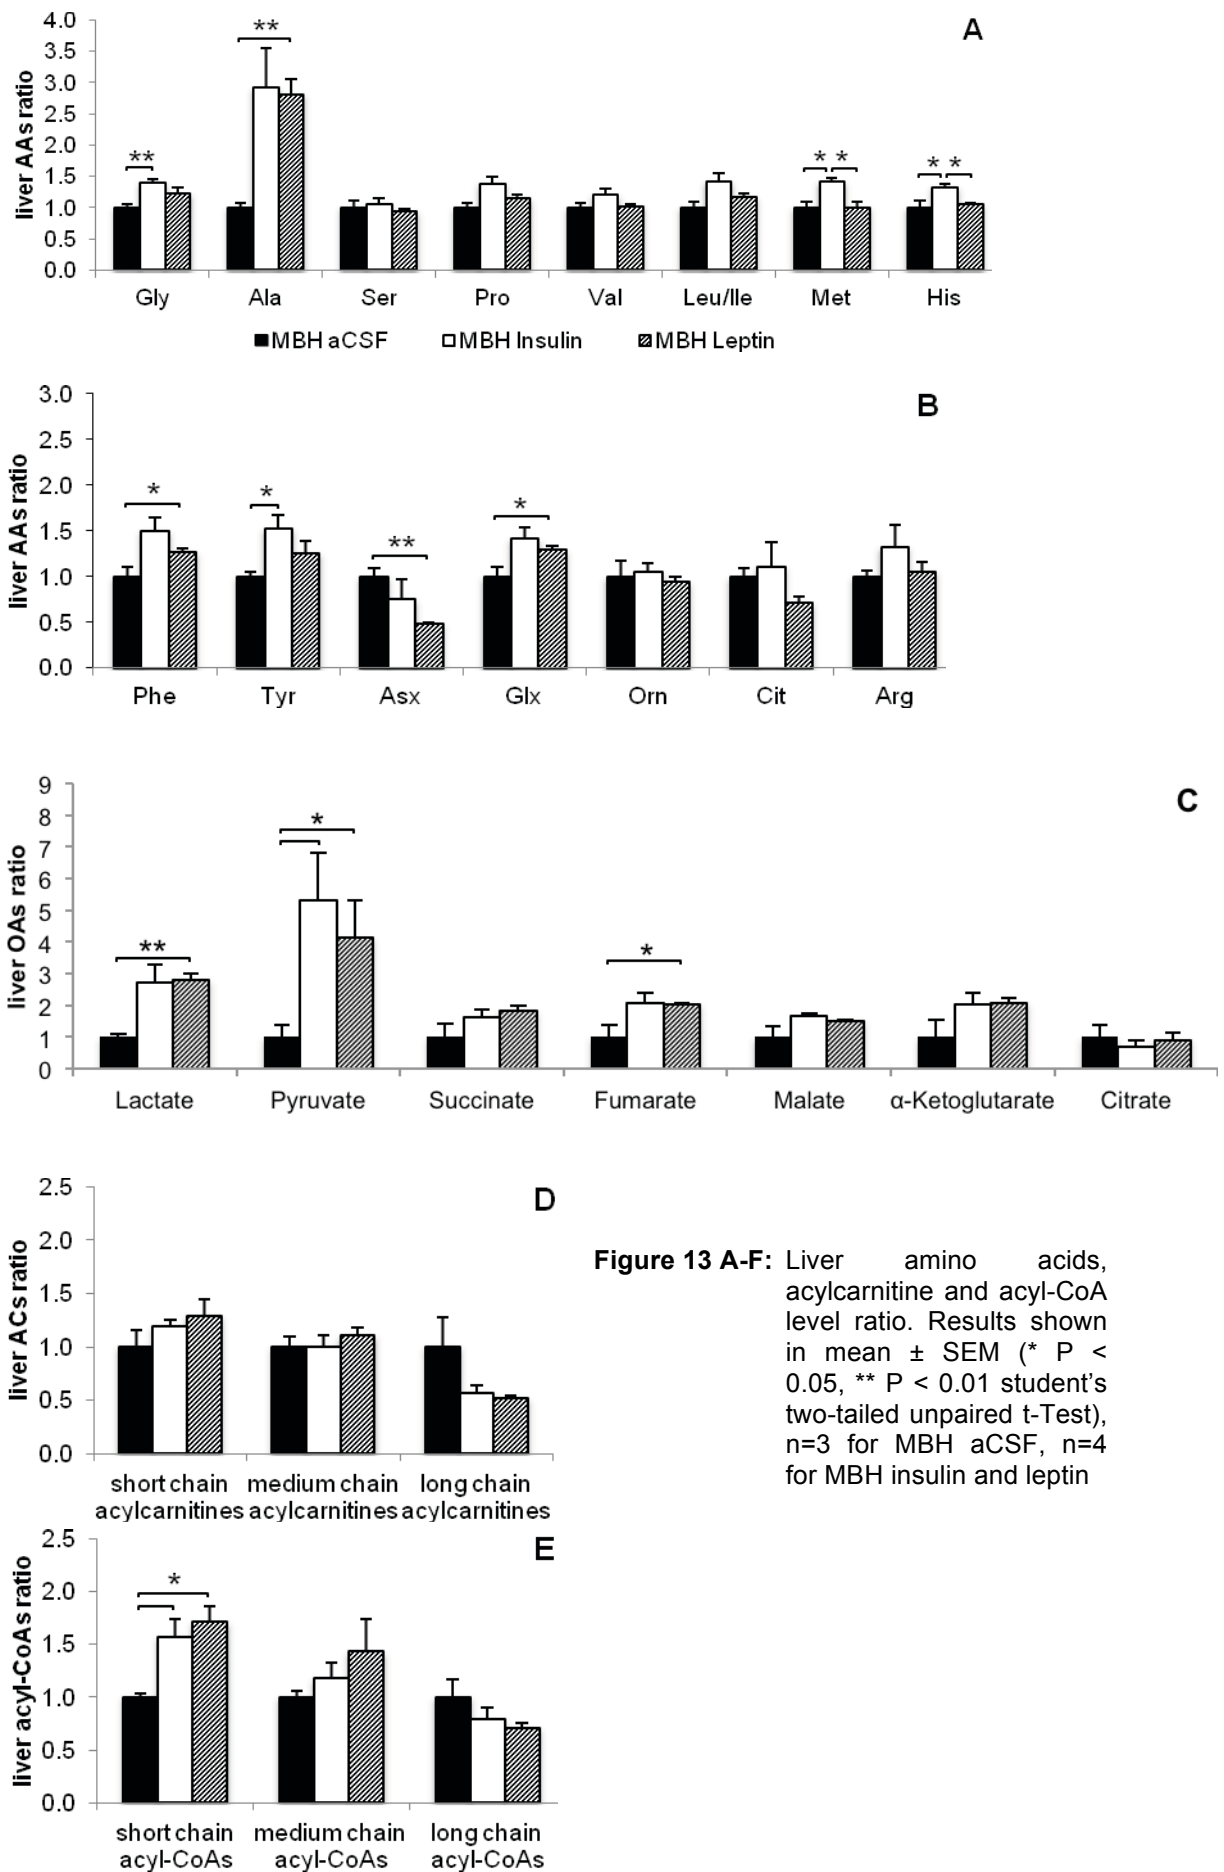 A
liver AAs ratio
4.0
3.5
3.0
2.5
2.0
1.5
1.0
0.5
0.0
**
**
* *
* *
Gly Ala Ser Pro Val Leu/Ile Met His
MBH aCSF MBH Insulin MBH Leptin
B
liver AAs ratio
3.0
2.5
2.0
1.5
1.0
0.5
0.0
*
*
**
*
Phe Tyr Asx Glx Orn Cit Arg
C
liver OAs ratio
9
8
7
6
5
4
3
2
1
0
**
*
*
Lactate Pyruvate Succinate Fumarate Malate α-Ketoglutarate Citrate
D
liver ACs ratio
2.5
2.0
1.5
1.0
0.5
0.0
short chain medium chain long chain
acylcarnitines acylcarnitines acylcarnitines
Figure 13 A-F: Liver amino acids,
acylcarnitine and acyl-CoA
level ratio. Results shown
in mean ± SEM (* P <
0.05, ** P < 0.01 student's
two-tailed unpaired t-Test),
n=3 for MBH aCSF, n=4
for MBH insulin and leptin
E
liver acyl-CoAs ratio
2.5
2.0
1.5
1.0
0.5
0.0
*
short chain medium chain long chain
acyl-CoAs acyl-CoAs acyl-CoAs